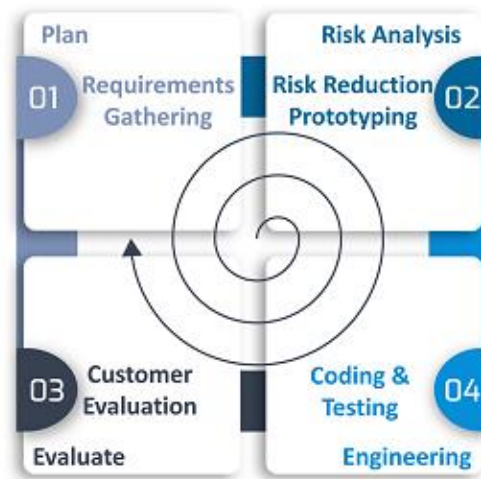 Plan
01
Requirements
Gathering
Risk Analysis
Risk Reduction
Prototyping
02
03
Customer
Evaluation
Evaluate
Coding &
Testing
04
Engineering